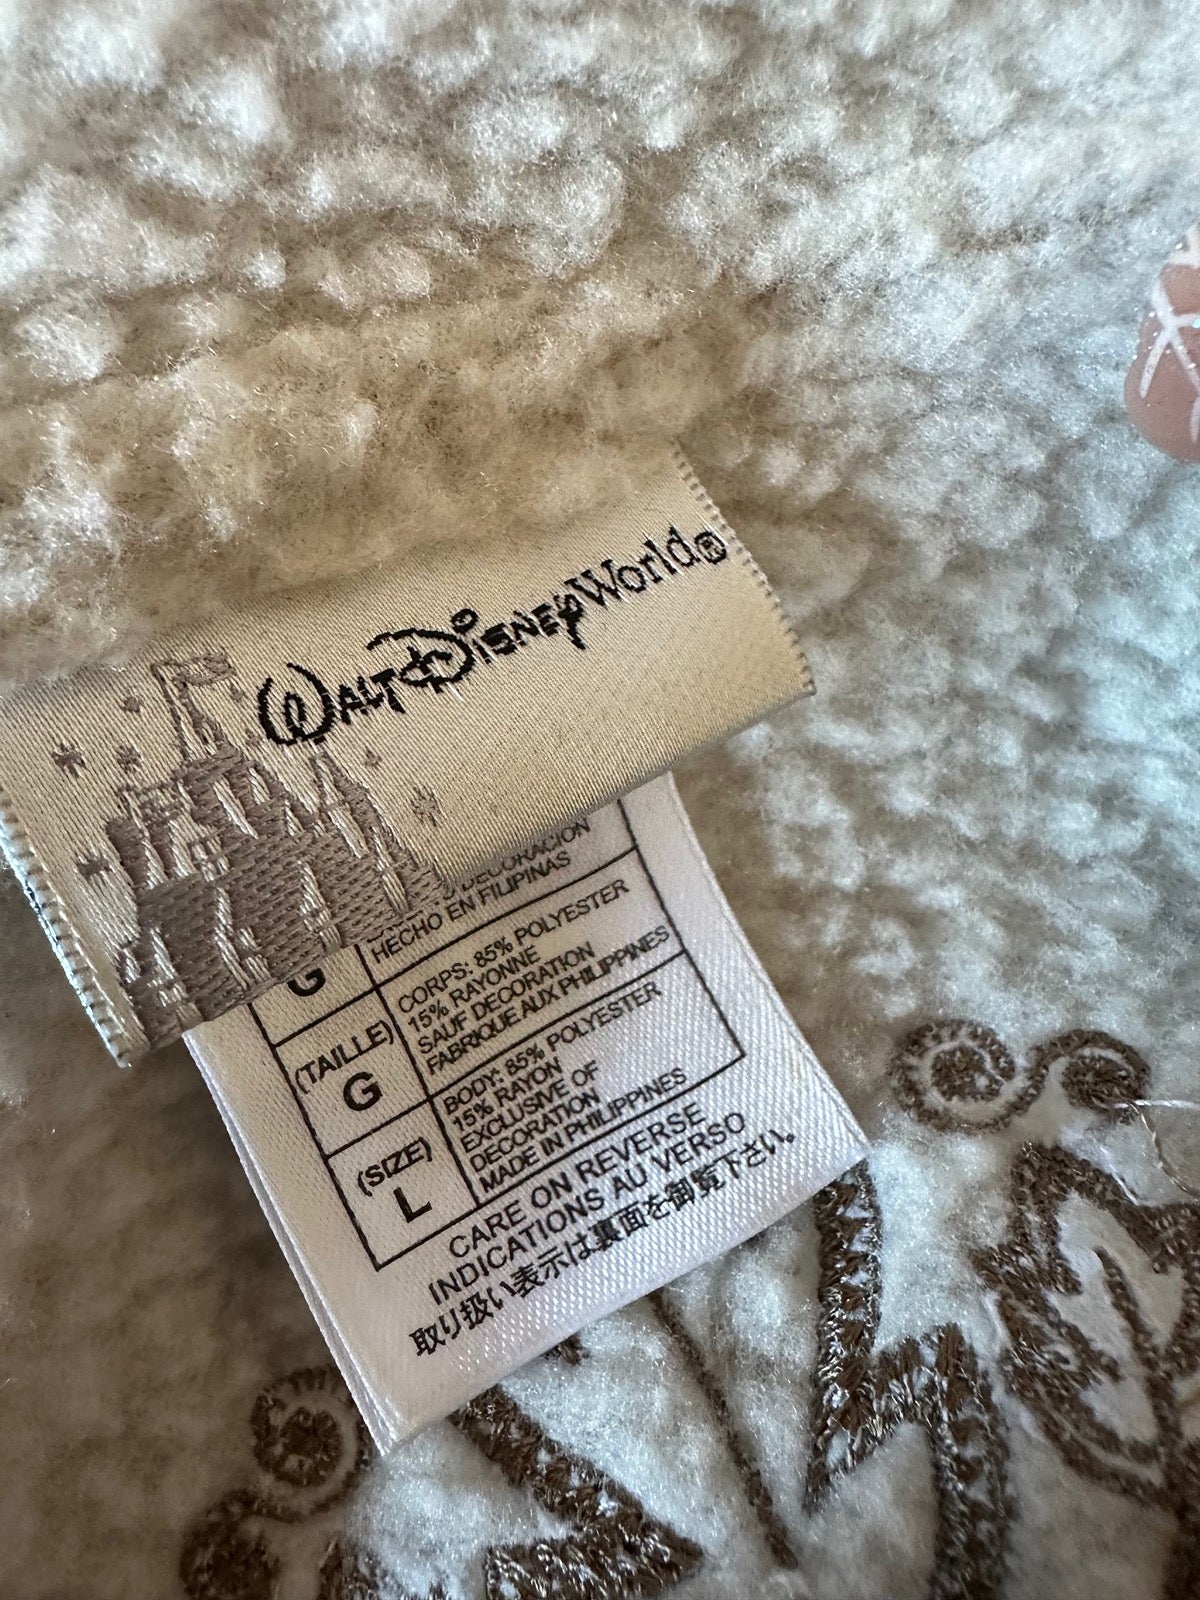 Walt Disney World®
DECORACION
HECHO EN FILIPINAS
G
(TAILLE)
G
CORPS: 85% POLYESTER
15% RAYONNE
SAUF DECORATION
FABRIQUE AUX PHILIPPINES
(SIZE)
L
BODY: 85% POLYESTER
15% RAYON
EXCLUSIVE OF
DECORATION
MADE IN PHILIPPINES
CARE ON REVERSE
INDICATIONS AU VERSO
取り扱い表示は裏面を御覧下さい。